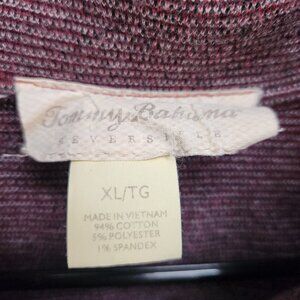 Tommy Bahama
REVERSIBLE
XL/TG
MADE IN VIETNAM
94% COTTON
5% POLYESTER
1% SPANDEX